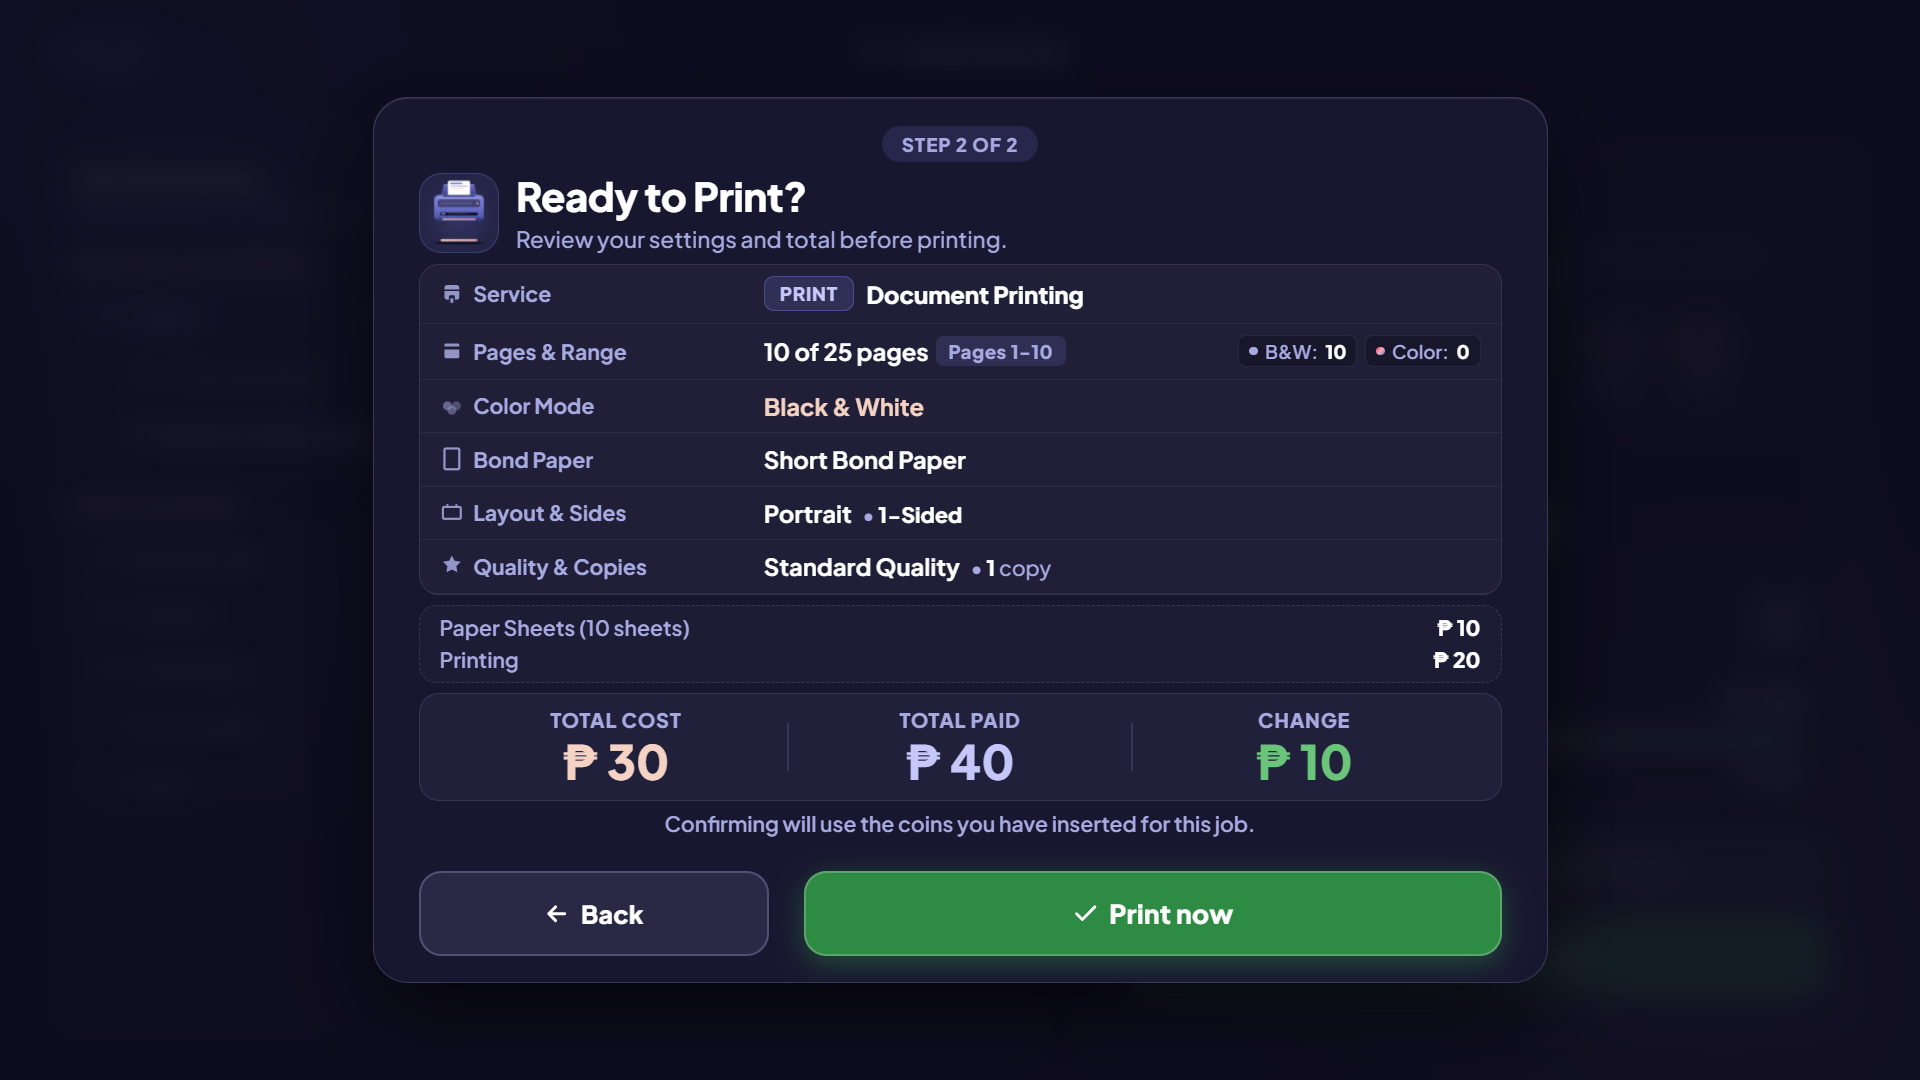 STEP 2 OF 2
Ready to Print?
Review your settings and total before printing.
Service PRINT Document Printing
Pages & Range 10 of 25 pages Pages 1-10 B&W: 10 Color: 0
Color Mode Black & White
Bond Paper Short Bond Paper
Layout & Sides Portrait • 1-Sided
Quality & Copies Standard Quality • 1 copy
Paper Sheets (10 sheets) ₱ 10
Printing ₱ 20
TOTAL COST TOTAL PAID CHANGE
₱ 30 ₱ 40 ₱ 10
Confirming will use the coins you have inserted for this job.
← Back ✓ Print now